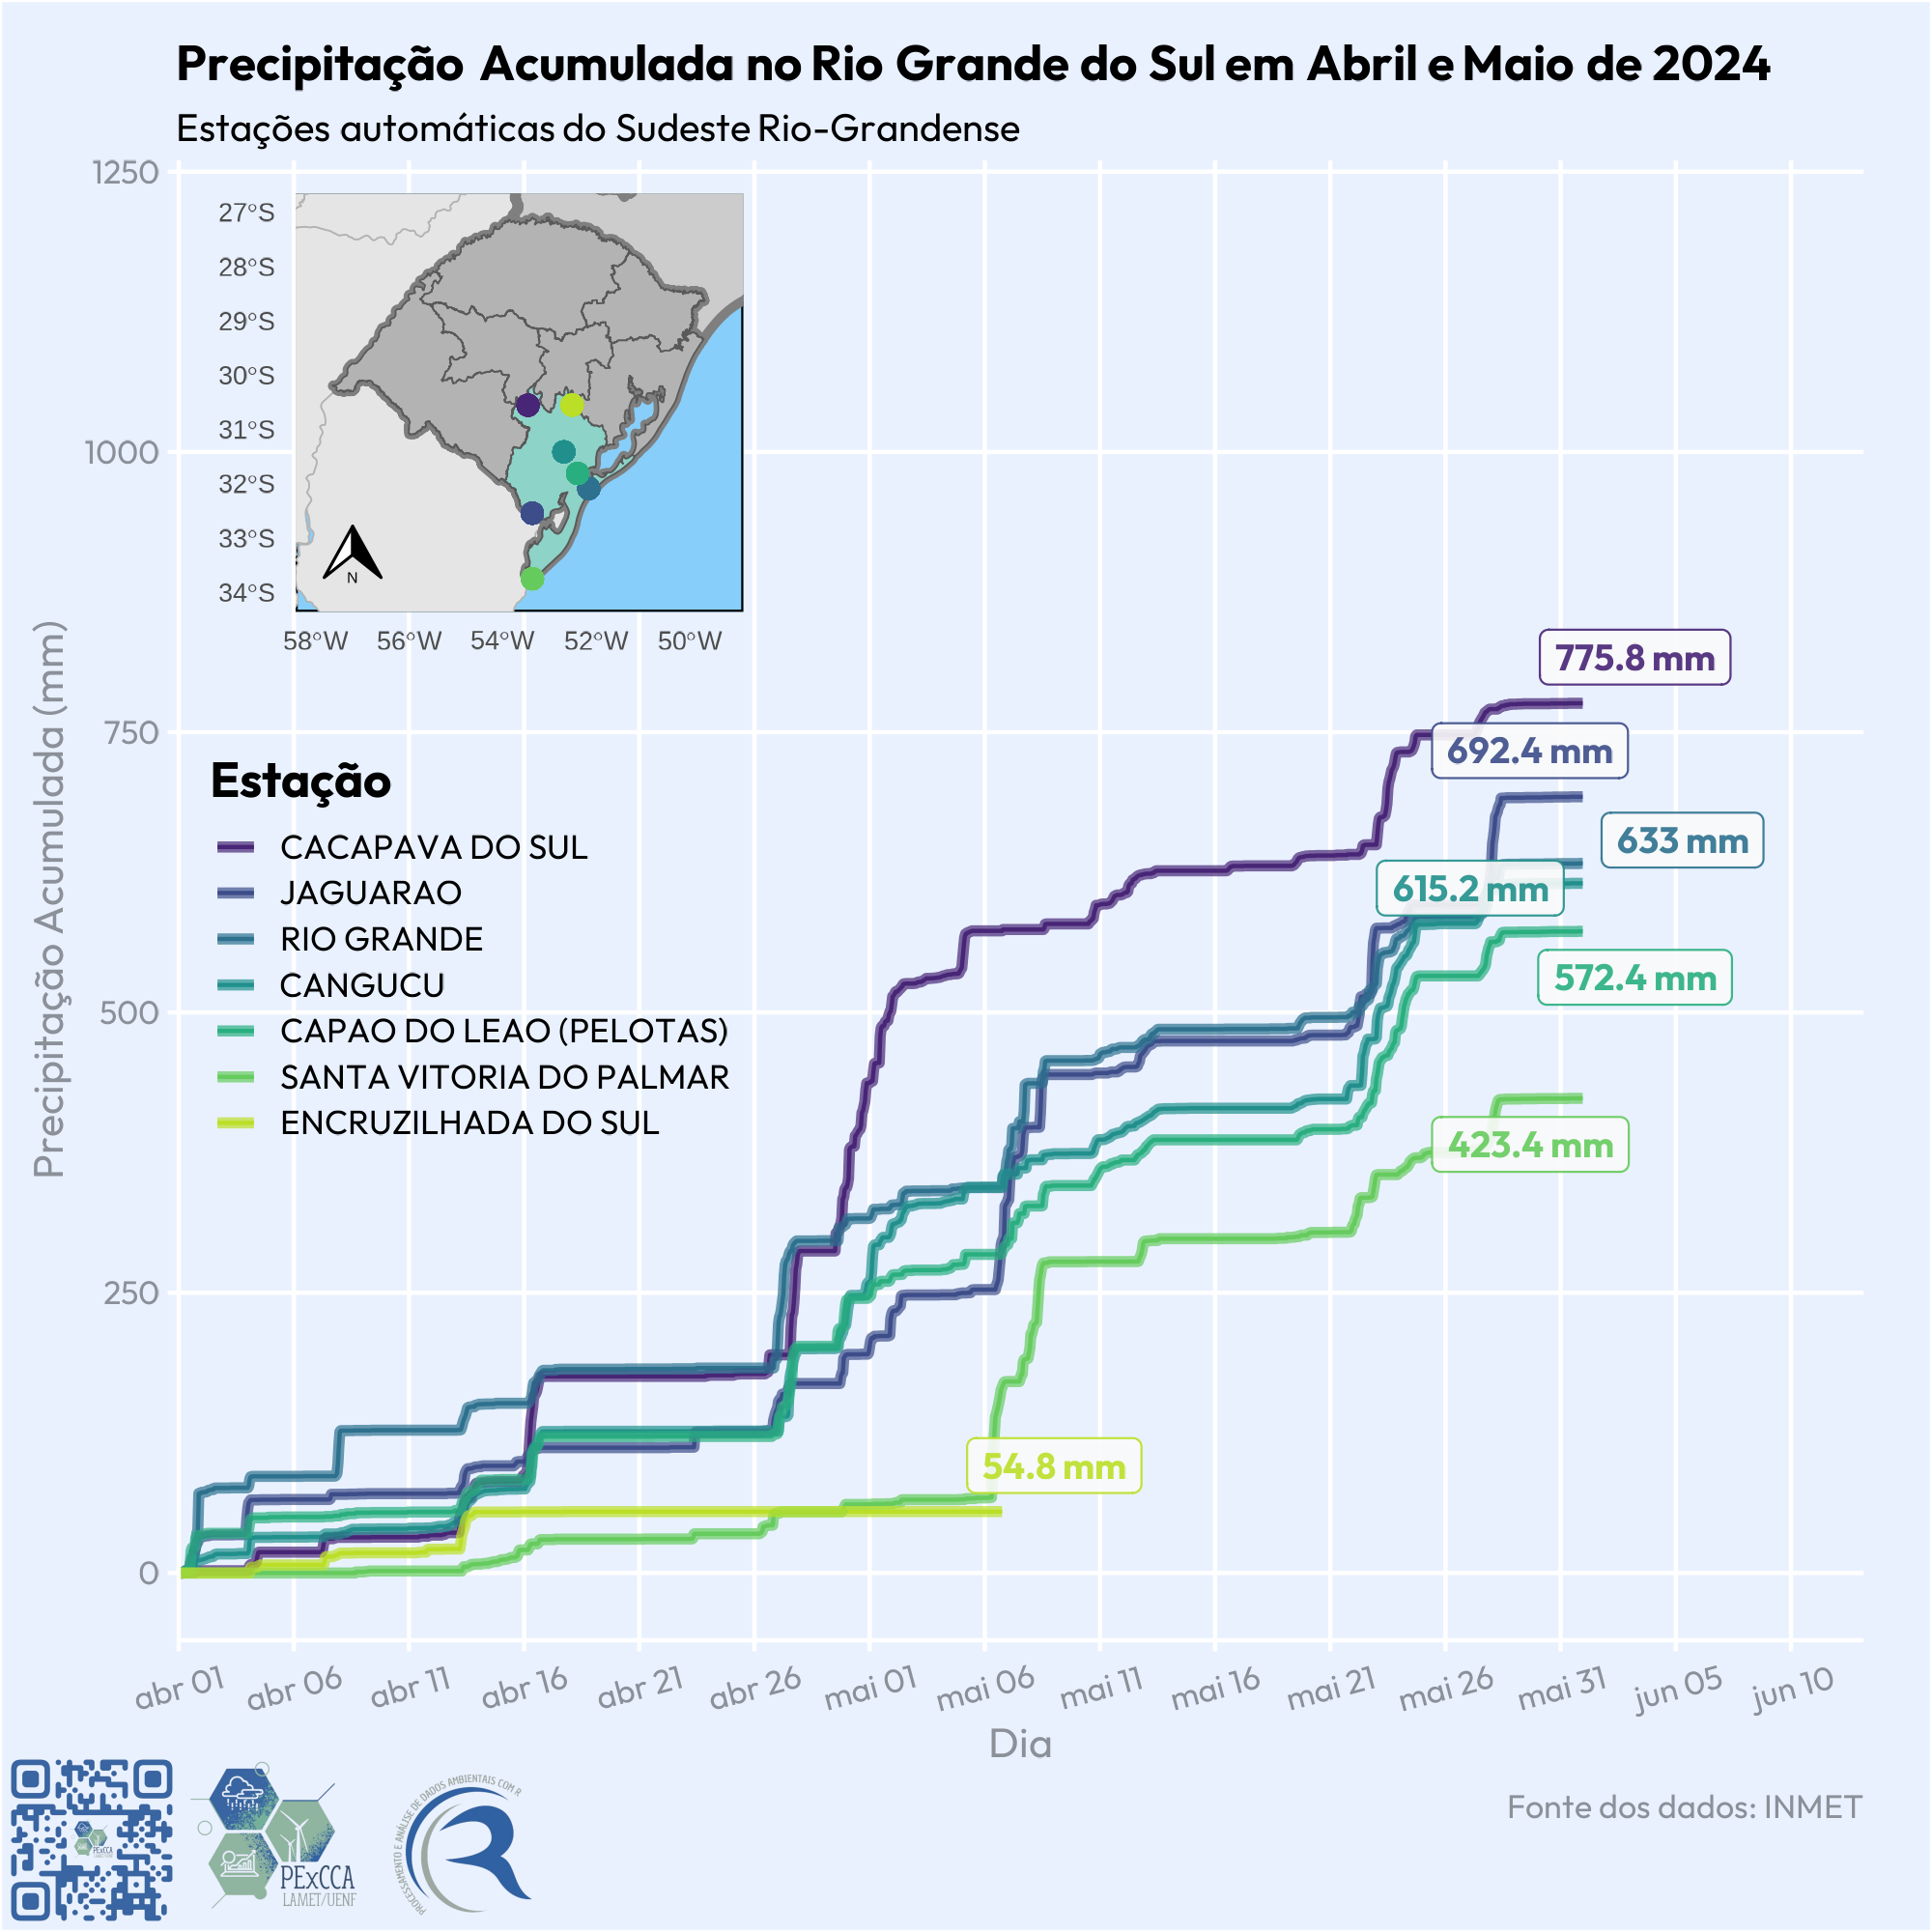 Precipitação Acumulada no Rio Grande do Sul em Abril e Maio de 2024
Estações automáticas do Sudeste Rio-Grandense
Precipitação Acumulada (mm)
1250
1000
750
500
250
0
27°S
28°S
29°S
30°S
31°S
32°S
33°S
34°S
N
58°W 56°W 54°W 52°W 50°W
Estação
CACAPAVA DO SUL
JAGUARAO
RIO GRANDE
CANGUCU
CAPAO DO LEAO (PELOTAS)
SANTA VITORIA DO PALMAR
ENCRUZILHADA DO SUL
775.8 mm
692.4 mm
633 mm
615.2 mm
572.4 mm
423.4 mm
54.8 mm
abr 01 abr 06 abr 11 abr 16 abr 21 abr 26 mai 01 mai 06 mai 11 mai 16 mai 21 mai 26 mai 31 jun 05 jun 10
Dia
Fonte dos dados: INMET
PExCCA
LAMET/UENF
PROCESSAMENTO E ANÁLISE DE DADOS AMBIENTAIS COM R
R